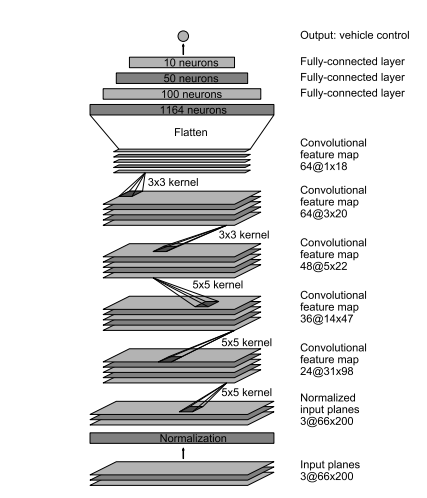 Output: vehicle control
10 neurons
Fully-connected layer
50 neurons
Fully-connected layer
100 neurons
Fully-connected layer
1164 neurons
Flatten
Convolutional
feature map
64@1x18
3x3 kernel
Convolutional
feature map
64@3x20
3x3 kernel
Convolutional
feature map
48@5x22
5x5 kernel
Convolutional
feature map
36@14x47
5x5 kernel
Convolutional
feature map
24@31x98
5x5 kernel
Normalized
input planes
3@66x200
Normalization
Input planes
3@66x200